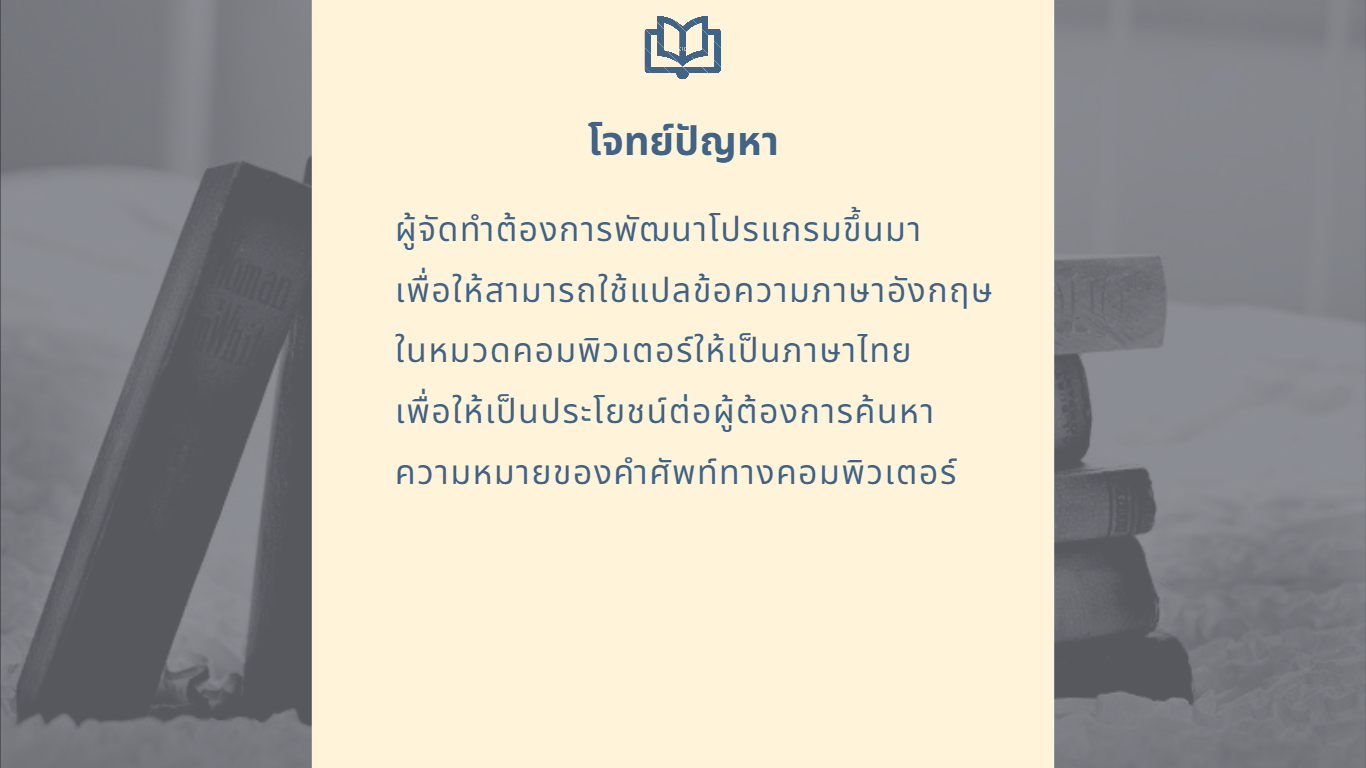 โจทย์ปัญหา
ผู้จัดทำต้องการพัฒนาโปรแกรมขึ้นมา
เพื่อให้สามารถใช้แปลข้อความภาษาอังกฤษ
ในหมวดคอมพิวเตอร์ให้เป็นภาษาไทย
เพื่อให้เป็นประโยชน์ต่อผู้ต้องการค้นหา
ความหมายของคำศัพท์ทางคอมพิวเตอร์